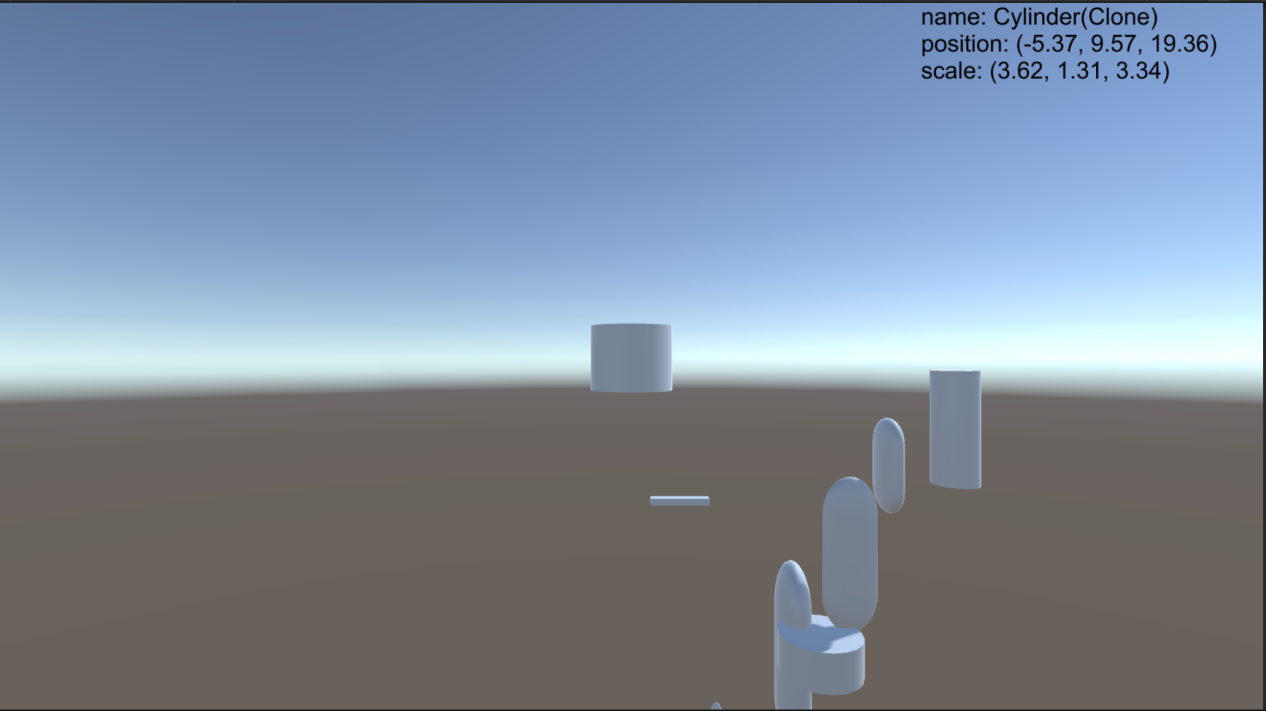 name: Cylinder(Clone)
position: (-5.37, 9.57, 19.36)
scale: (3.62, 1.31, 3.34)